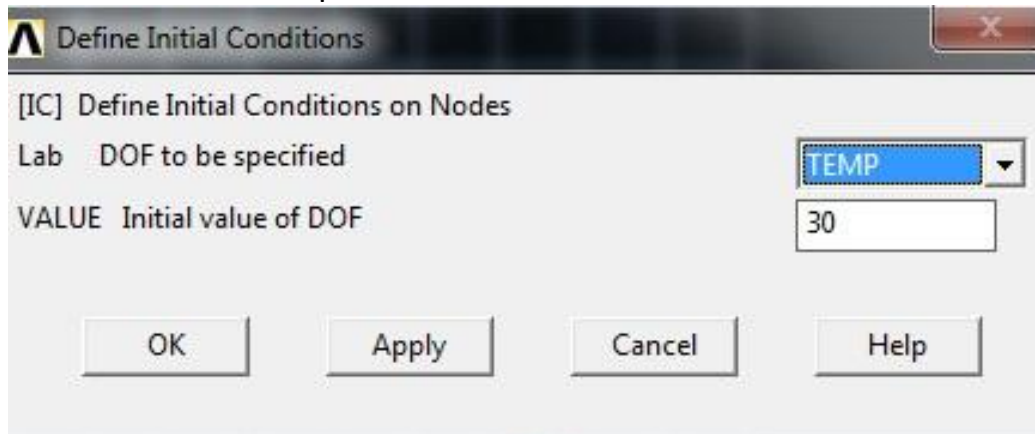 Define Initial Conditions
[IC] Define Initial Conditions on Nodes
Lab DOF to be specified TEMP
VALUE Initial value of DOF 30
OK Apply Cancel Help